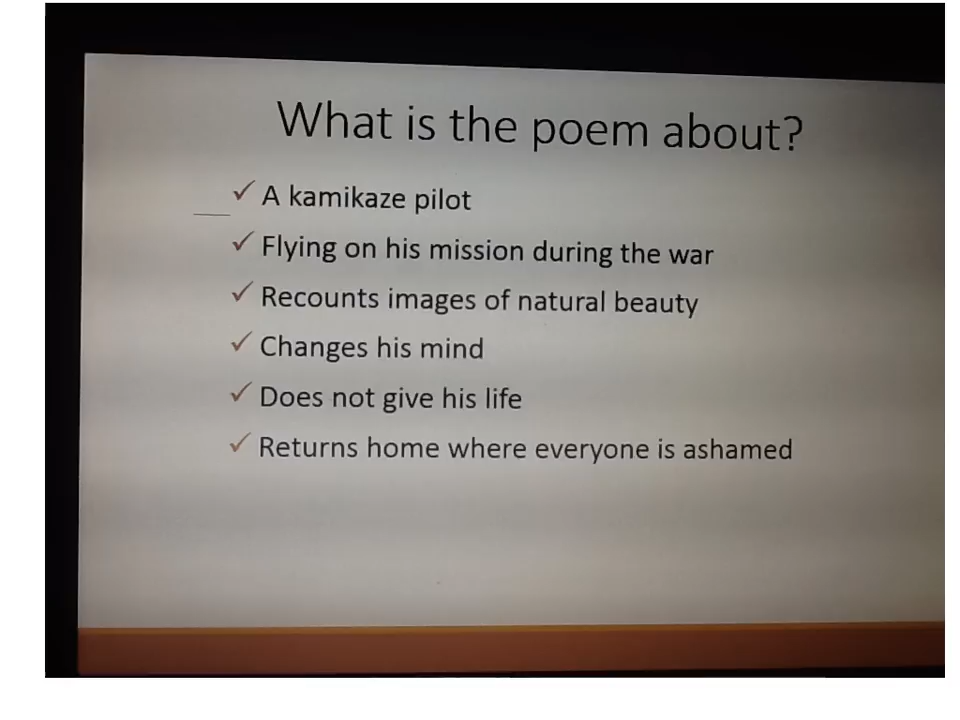 What is the poem about?
✓ A kamikaze pilot
✓ Flying on his mission during the war
✓ Recounts images of natural beauty
✓ Changes his mind
✓ Does not give his life
✓ Returns home where everyone is ashamed